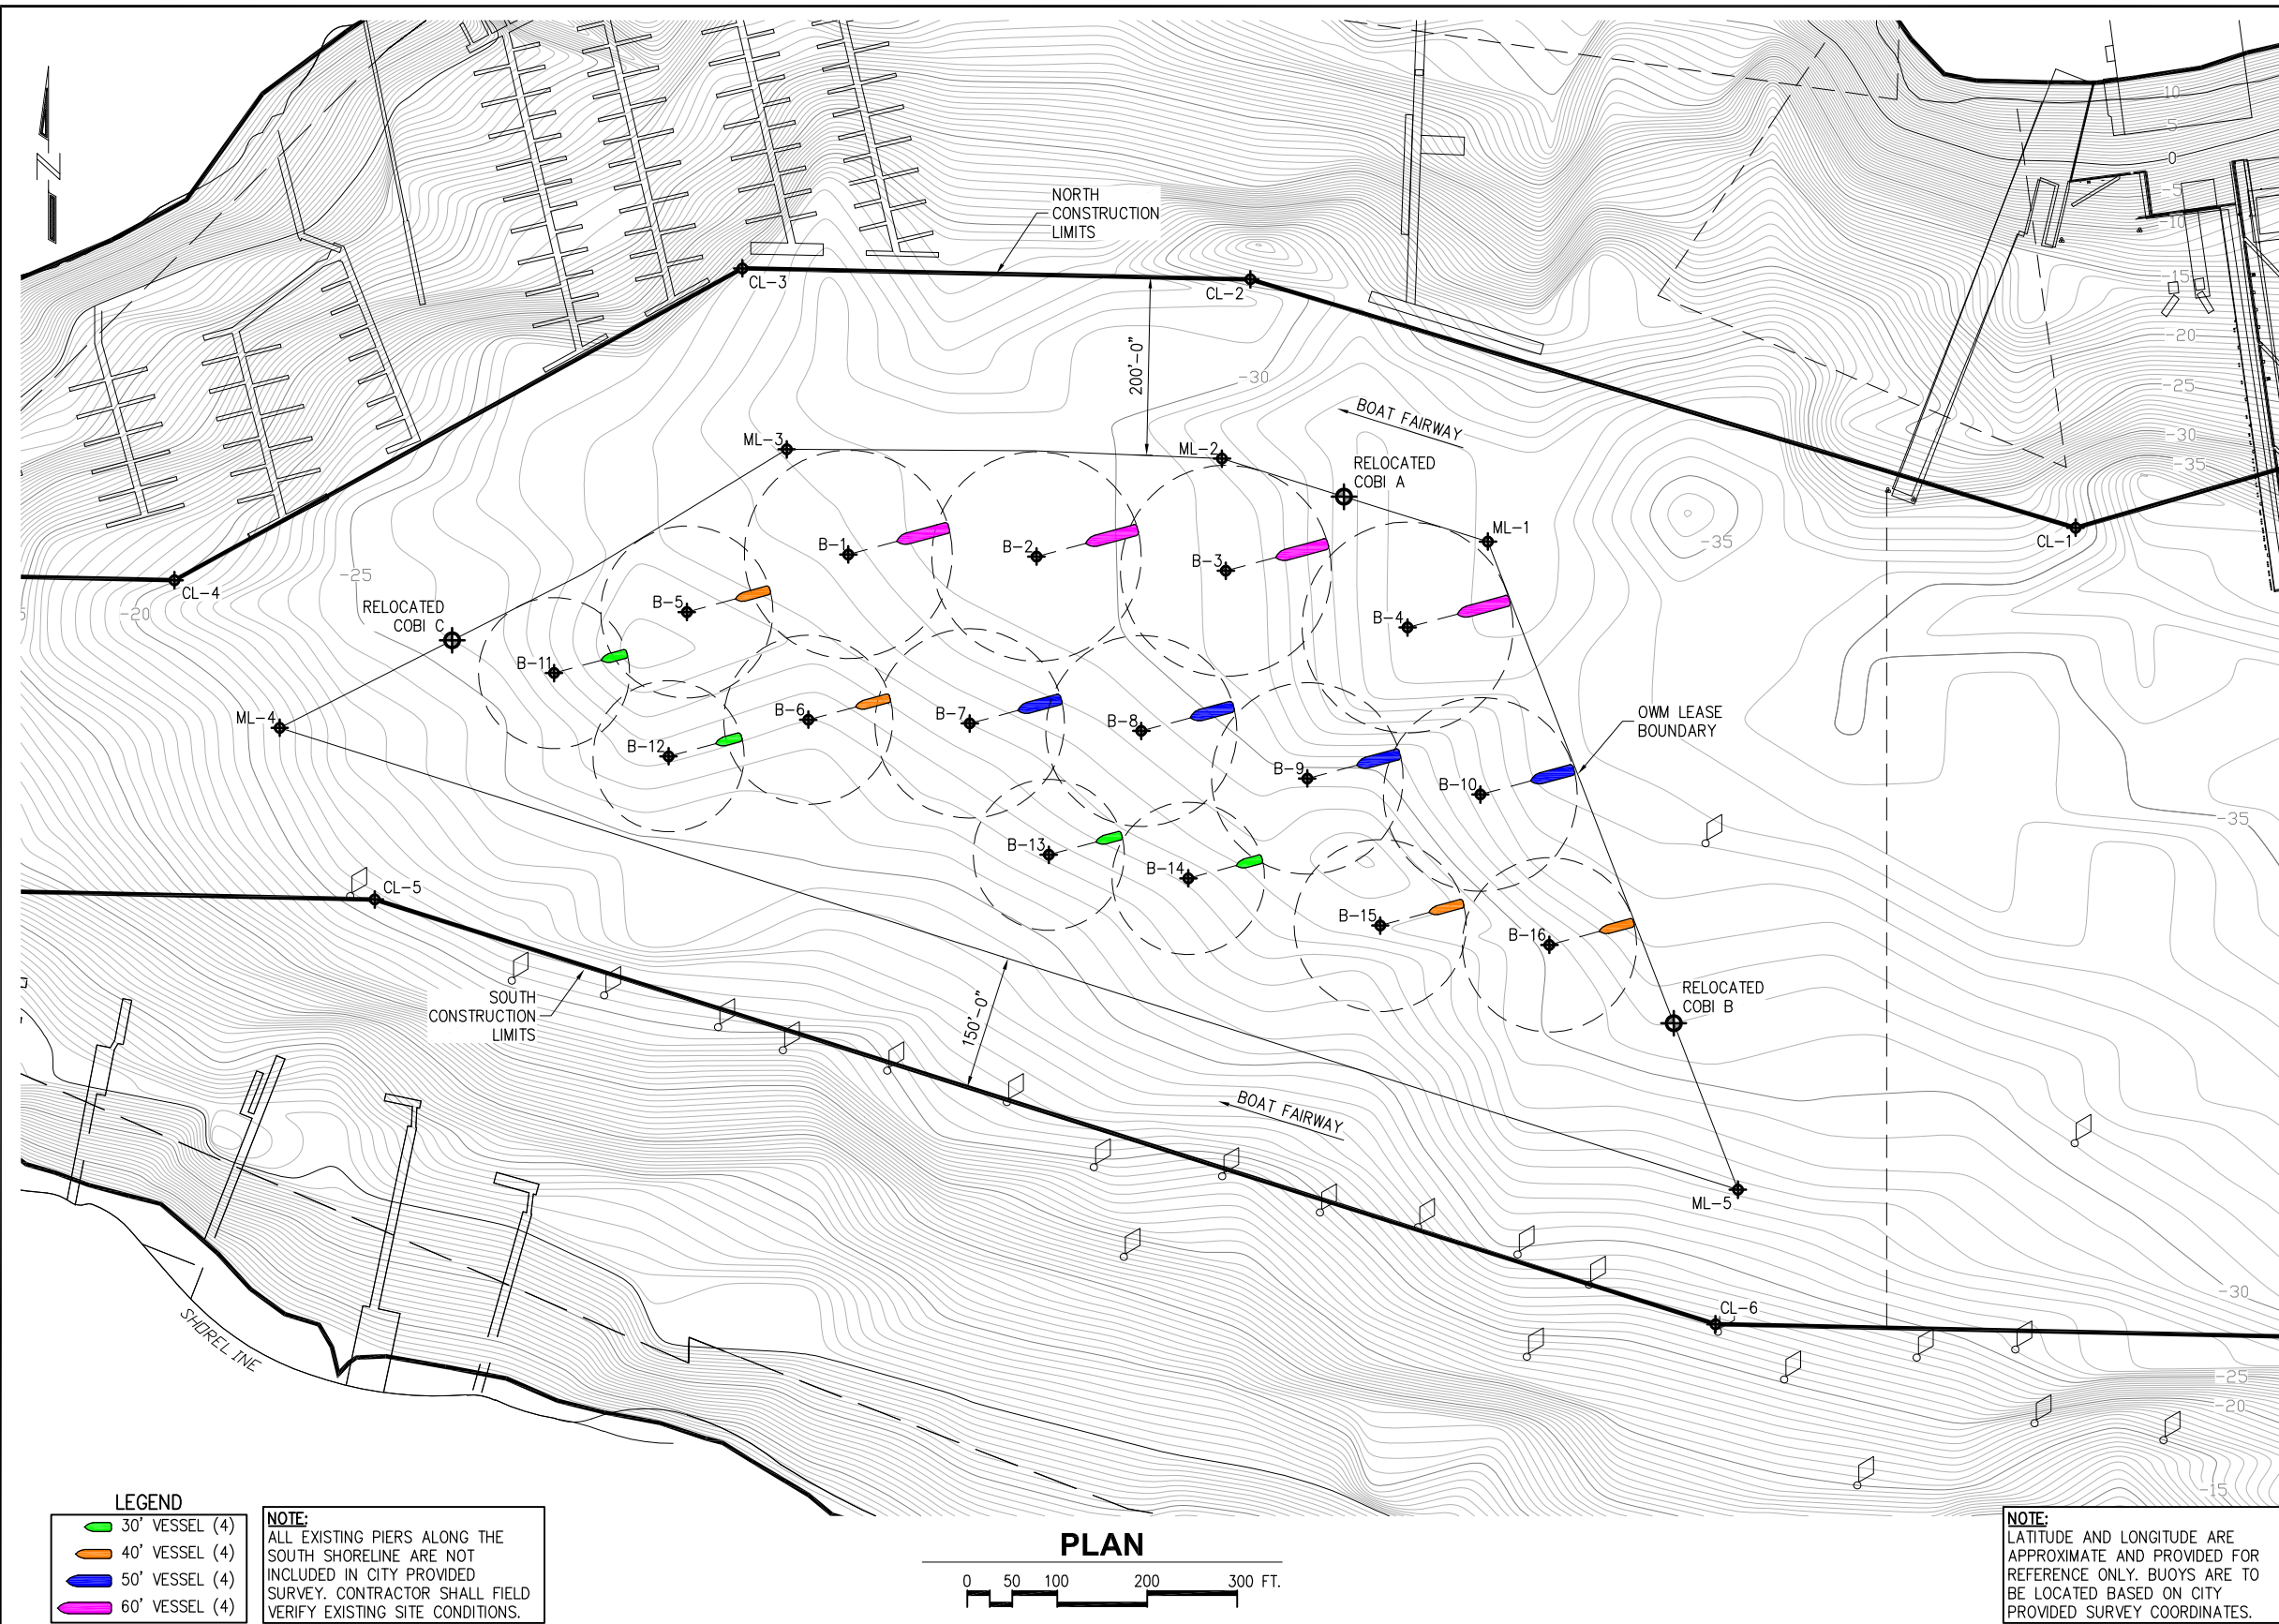 N
10
5
0
-5
-10
-15
-20
-25
-30
-35
NORTH
CONSTRUCTION
LIMITS
CL-3
CL-2
200'-0"
-30
BOAT FAIRWAY
ML-3
ML-2
RELOCATED
COBI A
ML-1
-35
CL-1
B-1
B-2
B-3
B-4
CL-4
-25
-20
5
RELOCATED
COBI C
B-5
B-11
ML-4
B-6
B-7
B-8
B-12
B-9
B-10
OWM LEASE
BOUNDARY
-35
B-13
B-14
CL-5
B-15
B-16
SOUTH
CONSTRUCTION
LIMITS
150'-0"
RELOCATED
COBI B
BOAT FAIRWAY
ML-5
CL-6
-30
-25
-20
-15
SHORELINE
LEGEND
30' VESSEL (4)
40' VESSEL (4)
50' VESSEL (4)
60' VESSEL (4)
NOTE:
ALL EXISTING PIERS ALONG THE
SOUTH SHORELINE ARE NOT
INCLUDED IN CITY PROVIDED
SURVEY. CONTRACTOR SHALL FIELD
VERIFY EXISTING SITE CONDITIONS.
PLAN
0 50 100 200 300 FT.
NOTE:
LATITUDE AND LONGITUDE ARE
APPROXIMATE AND PROVIDED FOR
REFERENCE ONLY. BUOYS ARE TO
BE LOCATED BASED ON CITY
PROVIDED SURVEY COORDINATES.